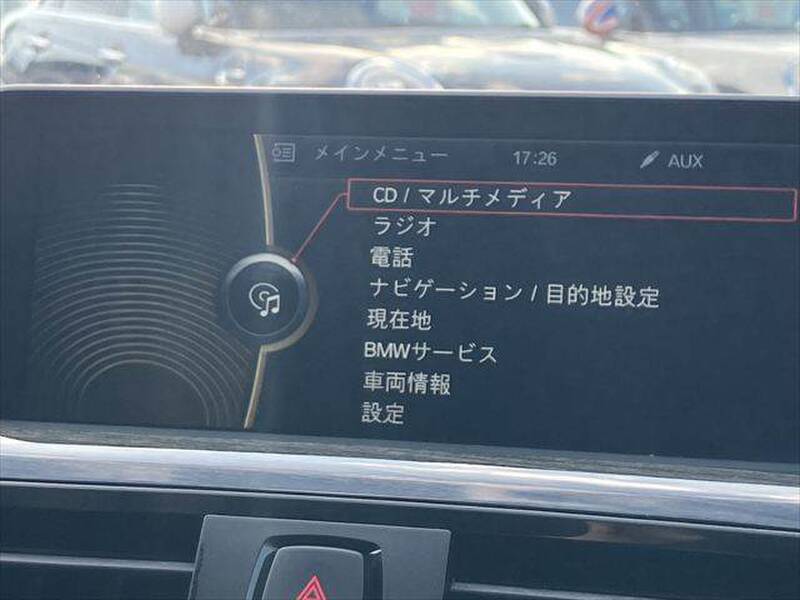 メインメニュー 17:26 AUX
CD / マルチメディア
ラジオ
電話
ナビゲーション / 目的地設定
現在地
BMWサービス
車両情報
設定